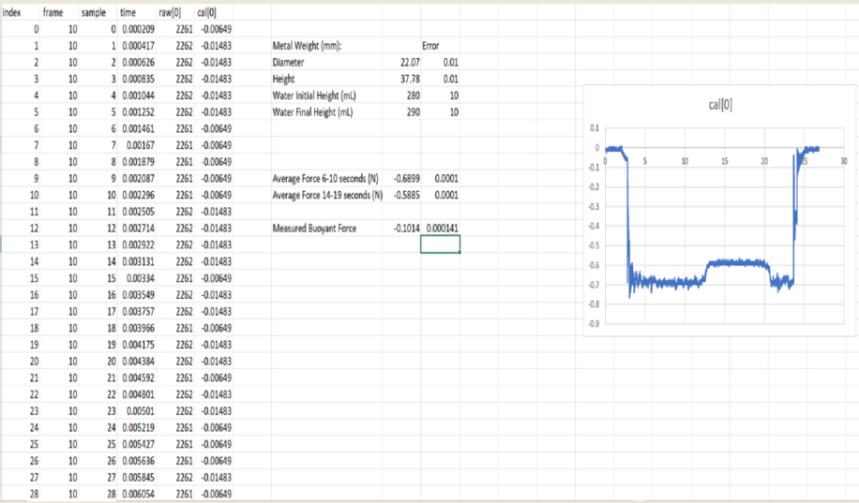 index frame sample time raw[0] cal[0]
0 10 0 0.000209 2261 -0.00649
1 10 1 0.000417 2262 -0.01483 Metal Weight (mm): Error
2 10 2 0.000626 2262 -0.01483 Diameter 22.07 0.01
3 10 3 0.000835 2262 -0.01483 Height 37.78 0.01
4 10 4 0.001044 2262 -0.01483 Water Initial Height (mL) 280 10
5 10 5 0.001252 2262 -0.01483 Water Final Height (mL) 290 10
6 10 6 0.001461 2261 -0.00649
7 10 7 0.00167 2261 -0.00649
8 10 8 0.001879 2261 -0.00649
9 10 9 0.002087 2261 -0.00649 Average Force 6-10 seconds (N) -0.6899 0.0001
10 10 10 0.002296 2261 -0.00649 Average Force 14-19 seconds (N) -0.5885 0.0001
11 10 11 0.002505 2262 -0.01483
12 10 12 0.002714 2262 -0.01483 Measured Buoyant Force -0.1014 0.000141
13 10 13 0.002922 2262 -0.01483
14 10 14 0.003131 2262 -0.01483
15 10 15 0.00334 2261 -0.00649
16 10 16 0.003549 2262 -0.01483
17 10 17 0.003757 2262 -0.01483
18 10 18 0.003966 2261 -0.00649
19 10 19 0.004175 2262 -0.01483
20 10 20 0.004384 2262 -0.01483
21 10 21 0.004592 2261 -0.00649
22 10 22 0.004801 2262 -0.01483
23 10 23 0.00501 2262 -0.01483
24 10 24 0.005219 2261 -0.00649
25 10 25 0.005427 2261 -0.00649
26 10 26 0.005636 2261 -0.00649
27 10 27 0.005845 2262 -0.01483
28 10 28 0.006054 2261 -0.00649
cal[0]
0.1
0
0 5 10 15 20 25 30
-0.1
-0.2
-0.3
-0.4
-0.5
-0.6
-0.7
-0.8
-0.9